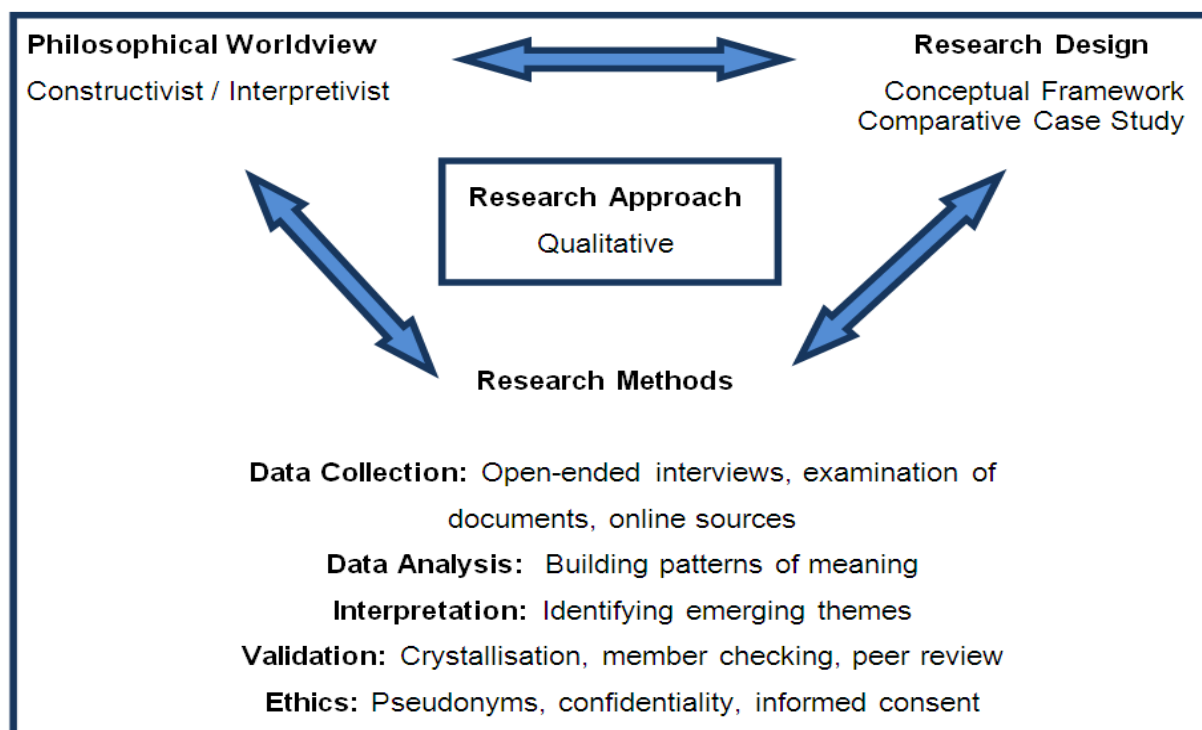 Philosophical Worldview
Constructivist / Interpretivist
Research Design
Conceptual Framework
Comparative Case Study
Research Approach
Qualitative
Research Methods
Data Collection: Open-ended interviews, examination of
documents, online sources
Data Analysis: Building patterns of meaning
Interpretation: Identifying emerging themes
Validation: Crystallisation, member checking, peer review
Ethics: Pseudonyms, confidentiality, informed consent